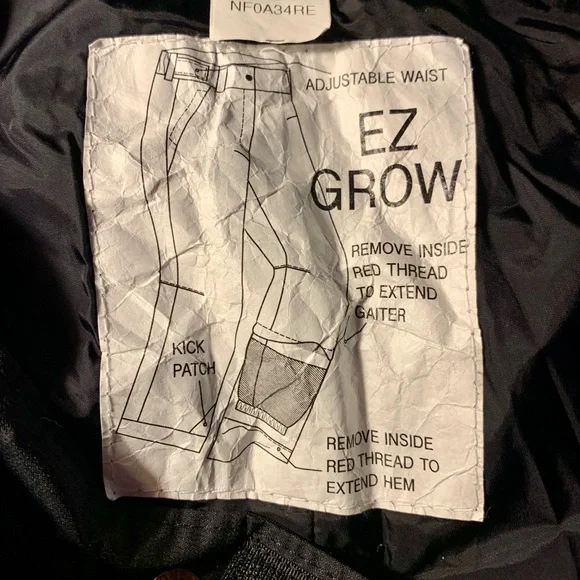 NF0A34RE
ADJUSTABLE WAIST
EZ
GROW
REMOVE INSIDE
RED THREAD
TO EXTEND
GAITER
KICK
PATCH
REMOVE INSIDE
RED THREAD TO
EXTEND HEM